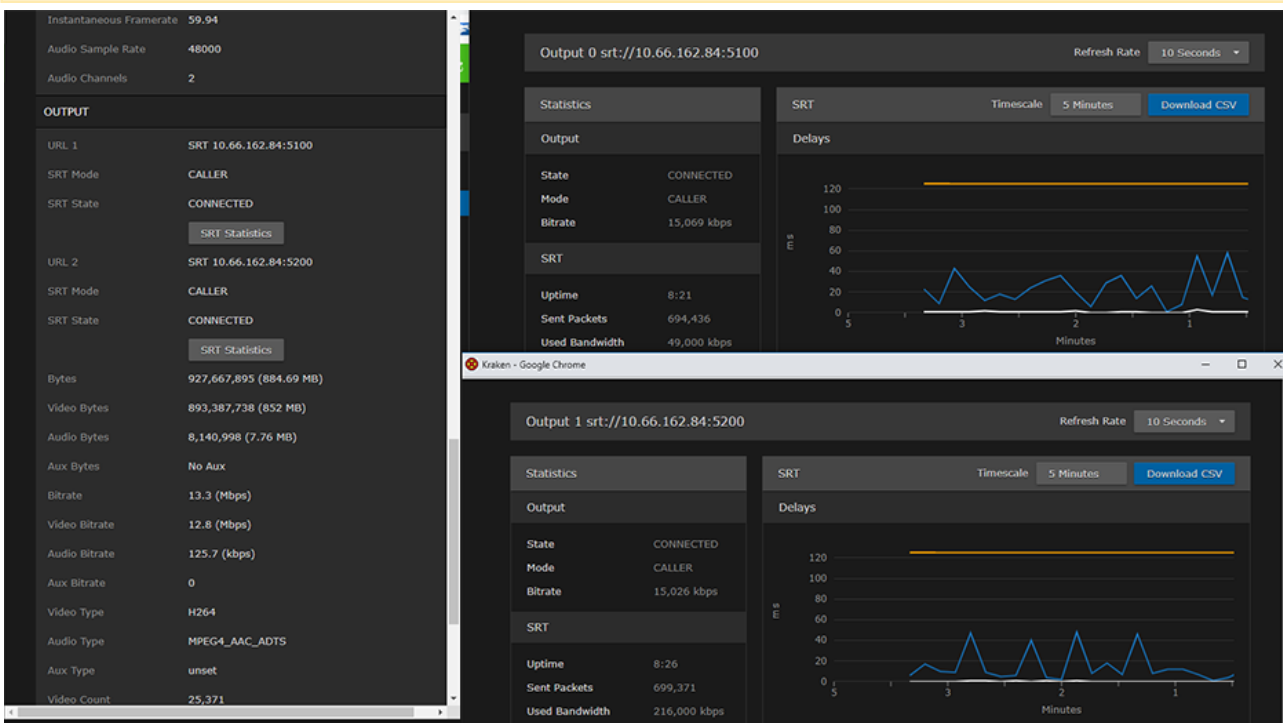 Instantaneous Framerate 59.94
Audio Sample Rate 48000
Audio Channels 2
OUTPUT
URL 1 SRT 10.66.162.84:5100
SRT Mode CALLER
SRT State CONNECTED
SRT Statistics
URL 2 SRT 10.66.162.84:5200
SRT Mode CALLER
SRT State CONNECTED
SRT Statistics
Bytes 927,667,895 (884.69 MB)
Video Bytes 893,387,738 (852 MB)
Audio Bytes 8,140,998 (7.76 MB)
Aux Bytes No Aux
Bitrate 13.3 (Mbps)
Video Bitrate 12.8 (Mbps)
Audio Bitrate 125.7 (kbps)
Aux Bitrate 0
Video Type H264
Audio Type MPEG4_AAC_ADTS
Aux Type unset
Video Count 25,371
Output 0 srt://10.66.162.84:5100
Refresh Rate 10 Seconds
Statistics
Output
State CONNECTED
Mode CALLER
Bitrate 15,069 kbps
SRT
Uptime 8:21
Sent Packets 694,436
Used Bandwidth 49,000 kbps
SRT Timescale 5 Minutes Download CSV
Delays
120
100
80
60
40
20
0
ms
5 3 2 1
Minutes
Kraken - Google Chrome
Output 1 srt://10.66.162.84:5200
Refresh Rate 10 Seconds
Statistics
Output
State CONNECTED
Mode CALLER
Bitrate 15,026 kbps
SRT
Uptime 8:26
Sent Packets 699,371
Used Bandwidth 216,000 kbps
SRT Timescale 5 Minutes Download CSV
Delays
120
100
80
60
40
20
0
ms
5 3 2 1
Minutes